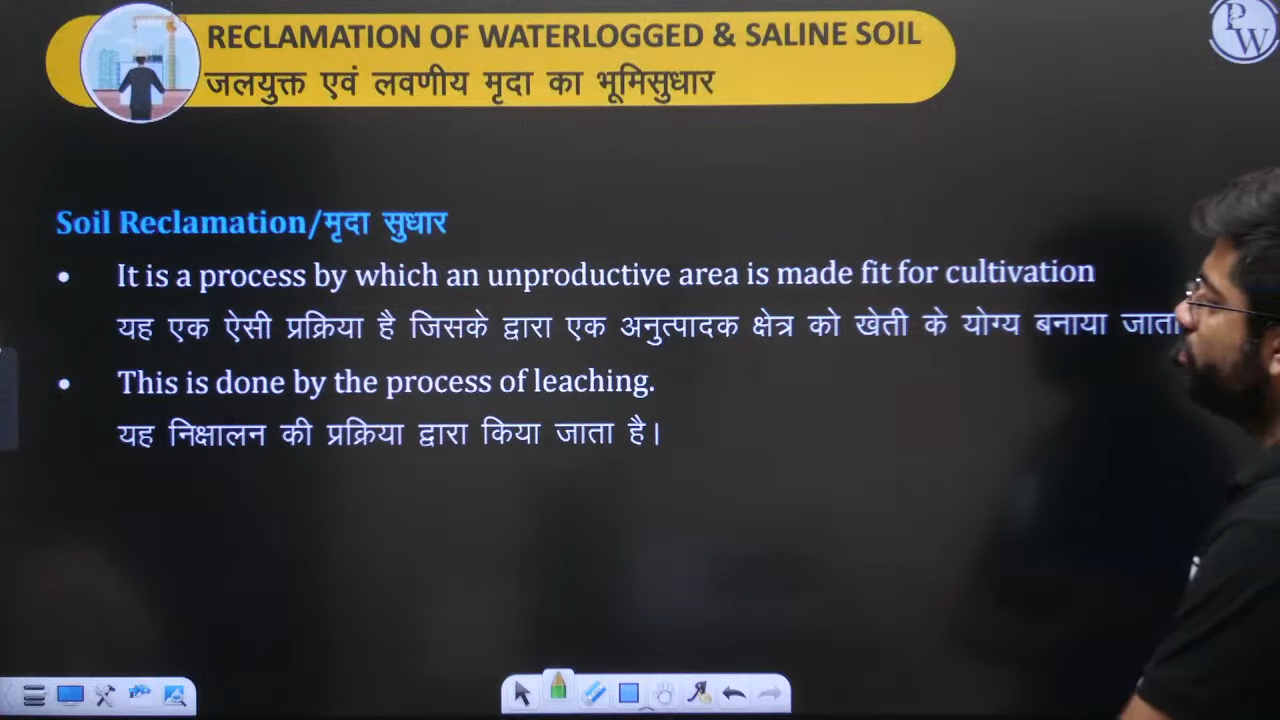 RECLAMATION OF WATERLOGGED & SALINE SOIL
जलयुक्त एवं लवणीय मृदा का भूमिसुधार
PW
Soil Reclamation/मृदा सुधार
• It is a process by which an unproductive area is made fit for cultivation
यह एक ऐसी प्रक्रिया है जिसके द्वारा एक अनुत्पादक क्षेत्र को खेती के योग्य बनाया जाता
• This is done by the process of leaching.
यह निक्षालन की प्रक्रिया द्वारा किया जाता है।